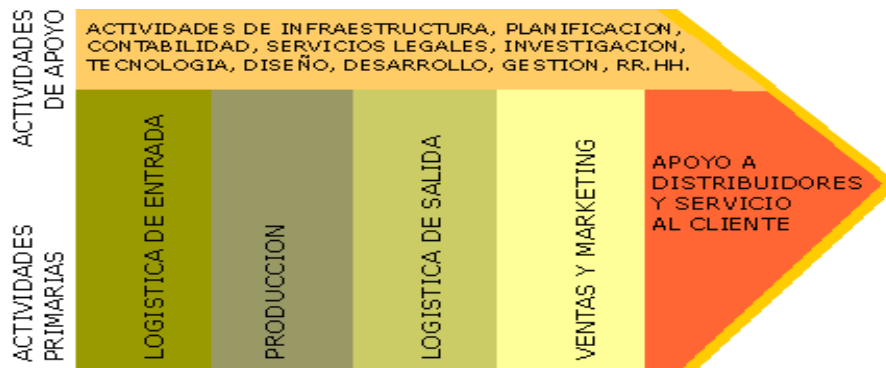 ACTIVIDADES
DE APOYO
ACTIVIDADES DE INFRAESTRUCTURA, PLANIFICACION,
CONTABILIDAD, SERVICIOS LEGALES, INVESTIGACION,
TECNOLOGIA, DISEÑO, DESARROLLO, GESTION, RR.HH.
ACTIVIDADES
PRIMARIAS
LOGISTICA DE ENTRADA
PRODUCCION
LOGISTICA DE SALIDA
VENTAS Y MARKETING
APOYO A
DISTRIBUIDORES
Y SERVICIO
AL CLIENTE